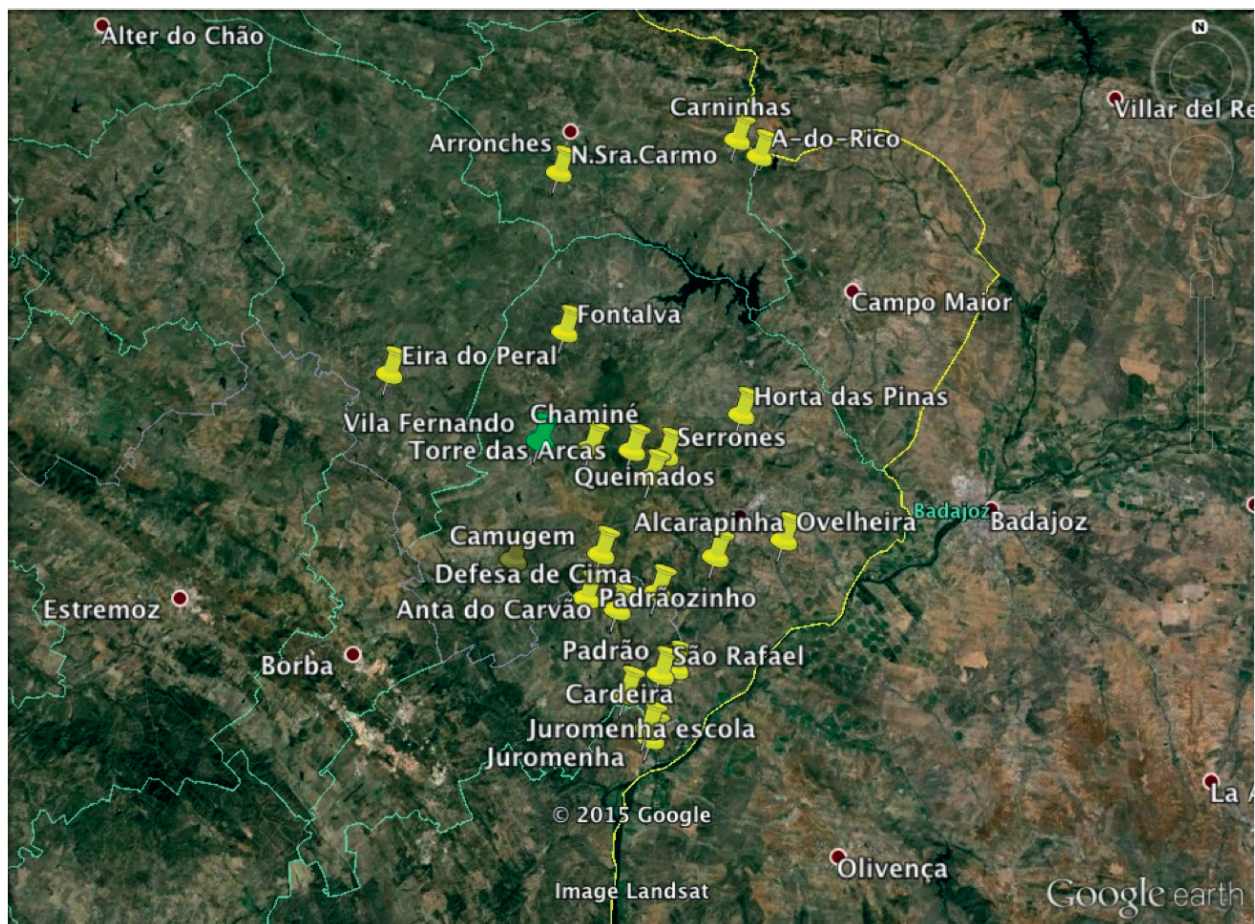 N
Alter do Chão
Villar del Re
Carninhas
A-do-Rico
Arronches
N.Sra.Carmo
Campo Maior
Fontalva
Eira do Peral
Horta das Pinas
Vila Fernando
Chaminé
Serrones
Torre das Arcas
Queimados
Badajoz
Badajoz
Alcarapinha
Ovelheira
Camugem
Defesa de Cima
Padrãozinho
Anta do Carvão
Estremoz
Borba
Padrão
São Rafael
Cardeira
Juromenha escola
Juromenha
La A
© 2015 Google
Olivença
Image Landsat
Google earth